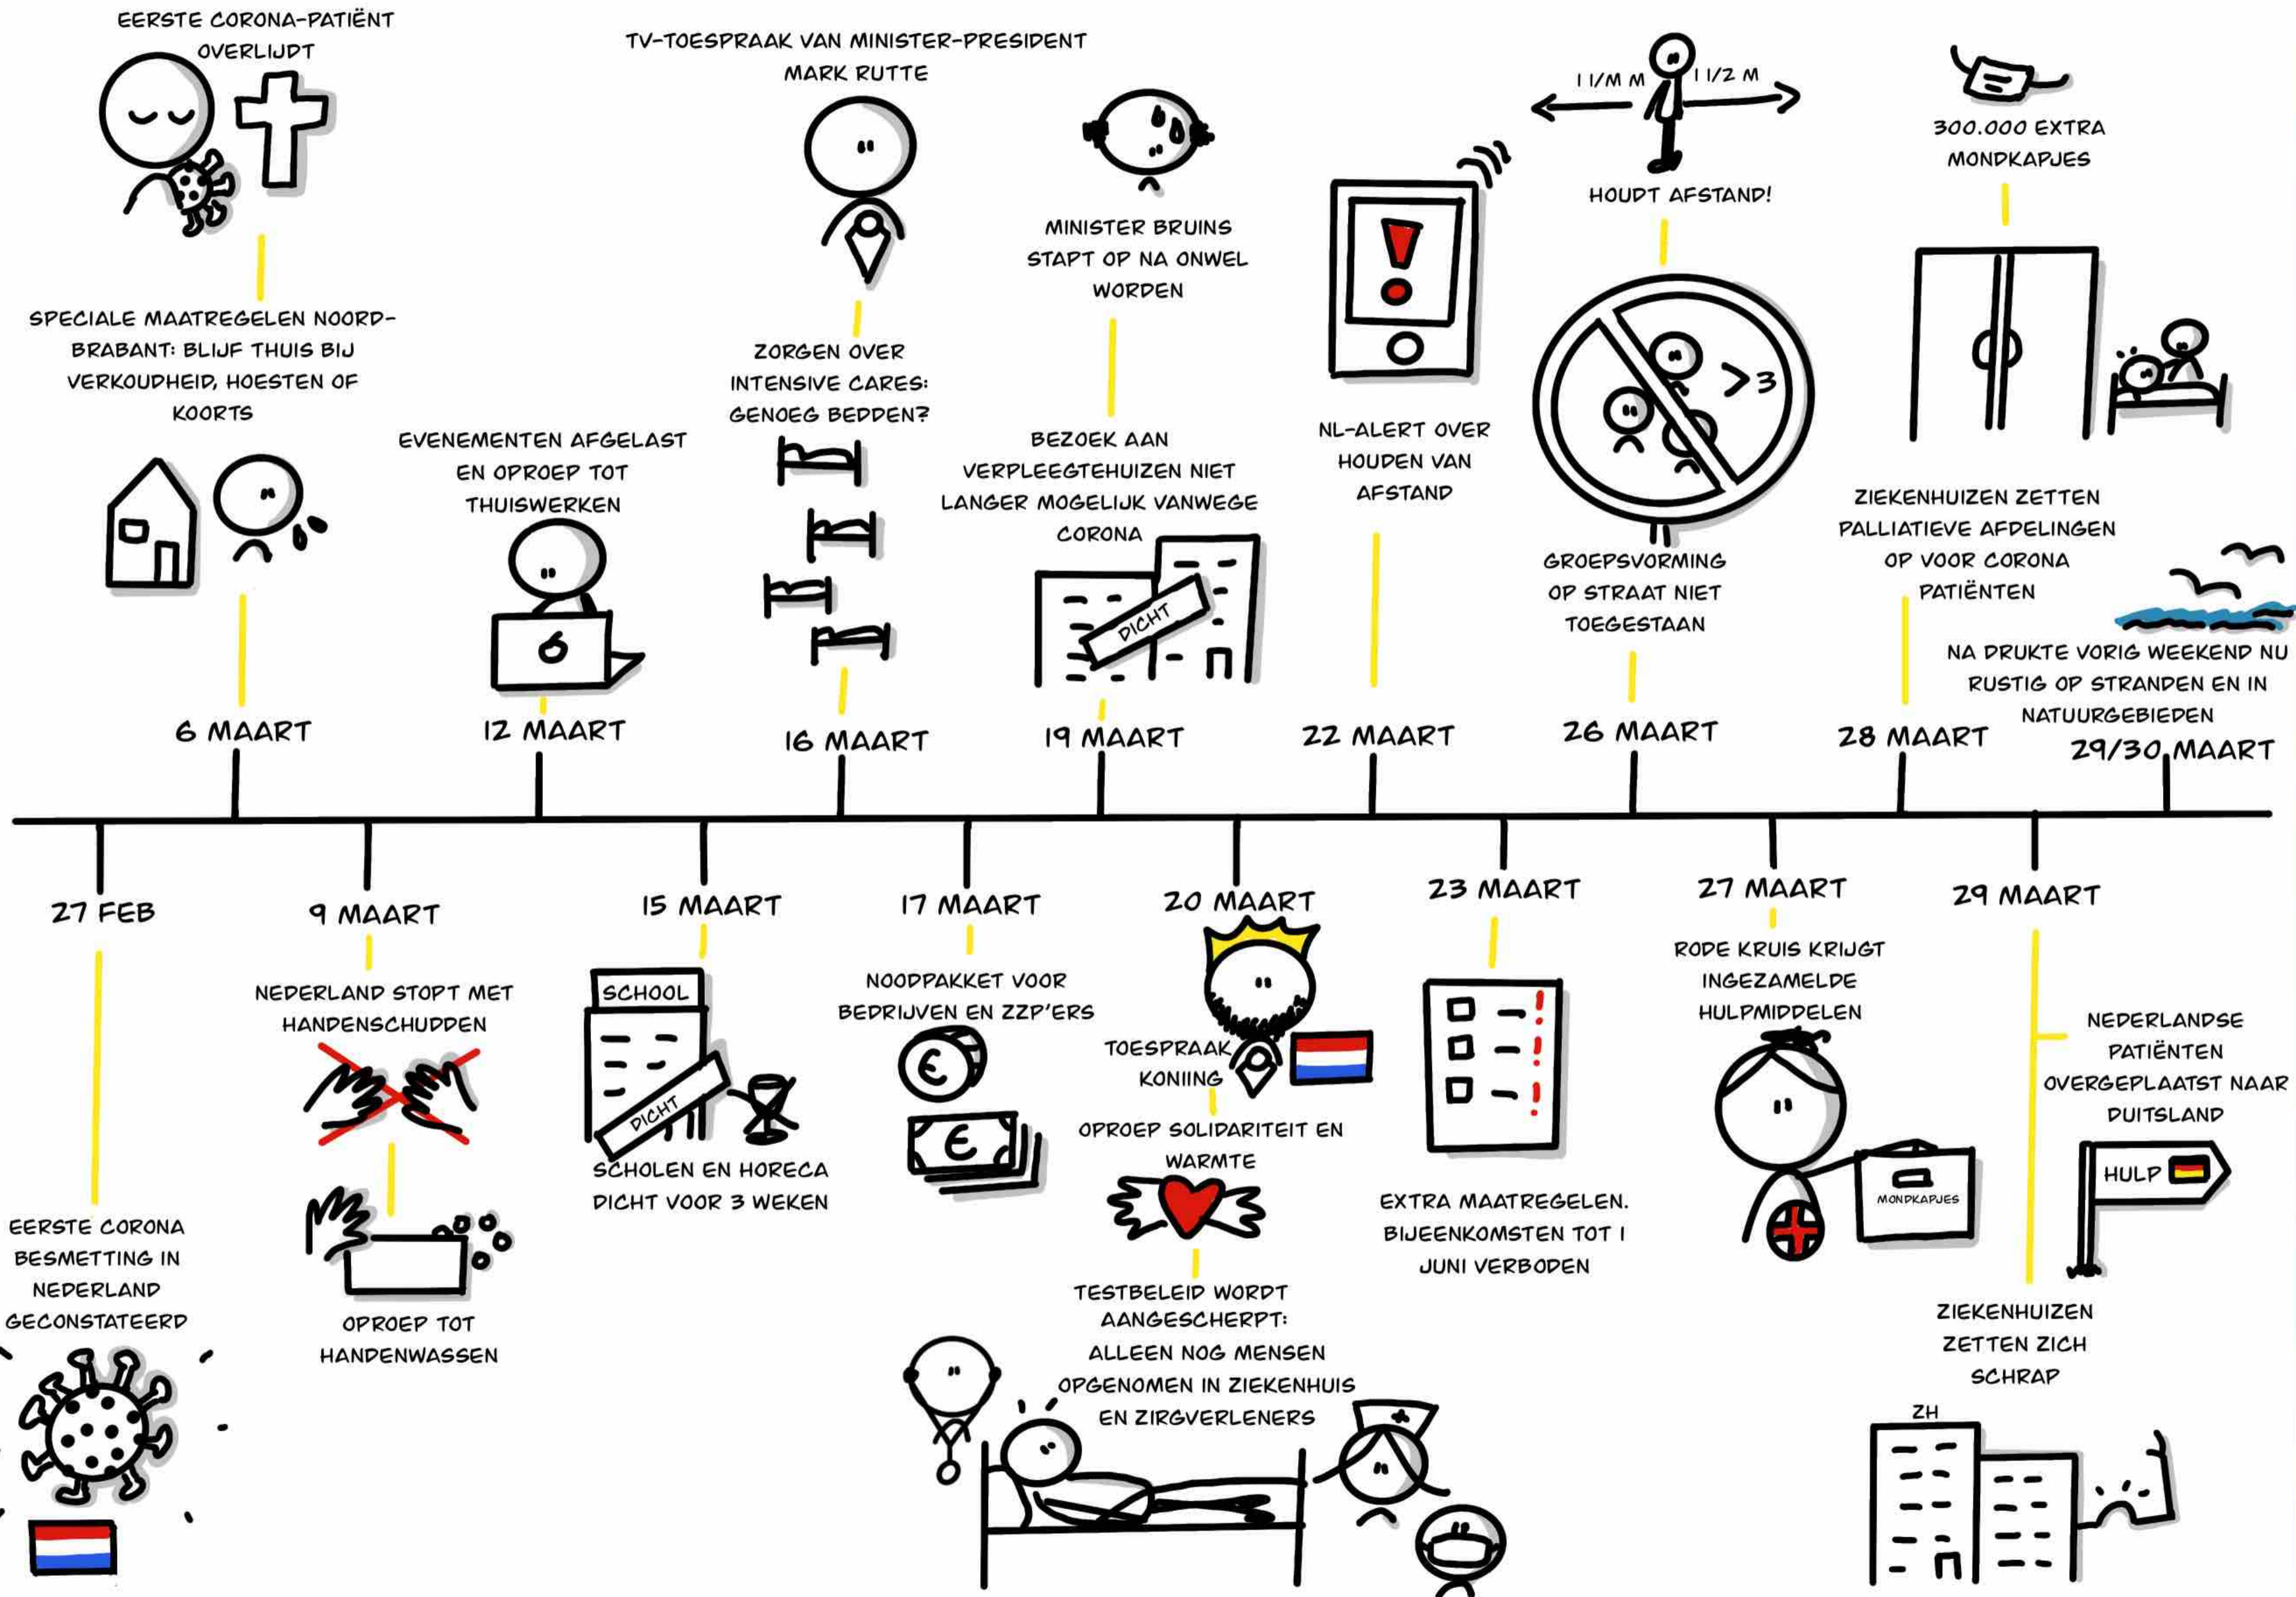 EERSTE CORONA-PATIËNT
OVERLIJDT
SPECIALE MAATREGELEN NOORD-
BRABANT: BLIJF THUIS BIJ
VERKOUDHEID, HOESTEN OF
KOORTS
6 MAART
EVENEMENTEN AFGELAST
EN OPROEP TOT
THUISWERKEN
12 MAART
TV-TOESPRAAK VAN MINISTER-PRESIDENT
MARK RUTTE
ZORGEN OVER
INTENSIVE CARES:
GENOEG BEDDEN?
16 MAART
MINISTER BRUINS
STAPT OP NA ONWEL
WORDEN
BEZOEK AAN
VERPLEEGTEHUIZEN NIET
LANGER MOGELIJK VANWEGE
CORONA
DICHT
19 MAART
NL-ALERT OVER
HOUDEN VAN
AFSTAND
22 MAART
1 1/M M
1 1/2 M
HOUDT AFSTAND!
>3
GROEPSVORMING
OP STRAAT NIET
TOEGESTAAN
26 MAART
300.000 EXTRA
MONDKAPJES
ZIEKENHUIZEN ZETTEN
PALLIATIEVE AFDELINGEN
OP VOOR CORONA
PATIËNTEN
28 MAART
NA DRUKTE VORIG WEEKEND NU
RUSTIG OP STRANDEN EN IN
NATUURGEBIEDEN
29/30 MAART
27 FEB
EERSTE CORONA
BESMETTING IN
NEDERLAND
GECONSTATEERD
9 MAART
NEDERLAND STOPT MET
HANDENSCHUDDEN
OPROEP TOT
HANDENWASSEN
15 MAART
SCHOOL
DICHT
SCHOLEN EN HORECA
DICHT VOOR 3 WEKEN
17 MAART
NOODPAKKET VOOR
BEDRIJVEN EN ZZP'ERS
€
€
20 MAART
TOESPRAAK
KONIING
OPROEP SOLIDARITEIT EN
WARMTE
TESTBELEID WORDT
AANGESCHERPT:
ALLEEN NOG MENSEN
OPGENOMEN IN ZIEKENHUIS
EN ZIRGVERLENERS
23 MAART
EXTRA MAATREGELEN.
BIJEENKOMSTEN TOT 1
JUNI VERBODEN
27 MAART
RODE KRUIS KRIJGT
INGEZAMELDE
HULPMIDDELEN
MONDKAPJES
29 MAART
NEDERLANDSE
PATIËNTEN
OVERGEPLAATST NAAR
DUITSLAND
HULP
ZIEKENHUIZEN
ZETTEN ZICH
SCHRAP
ZH